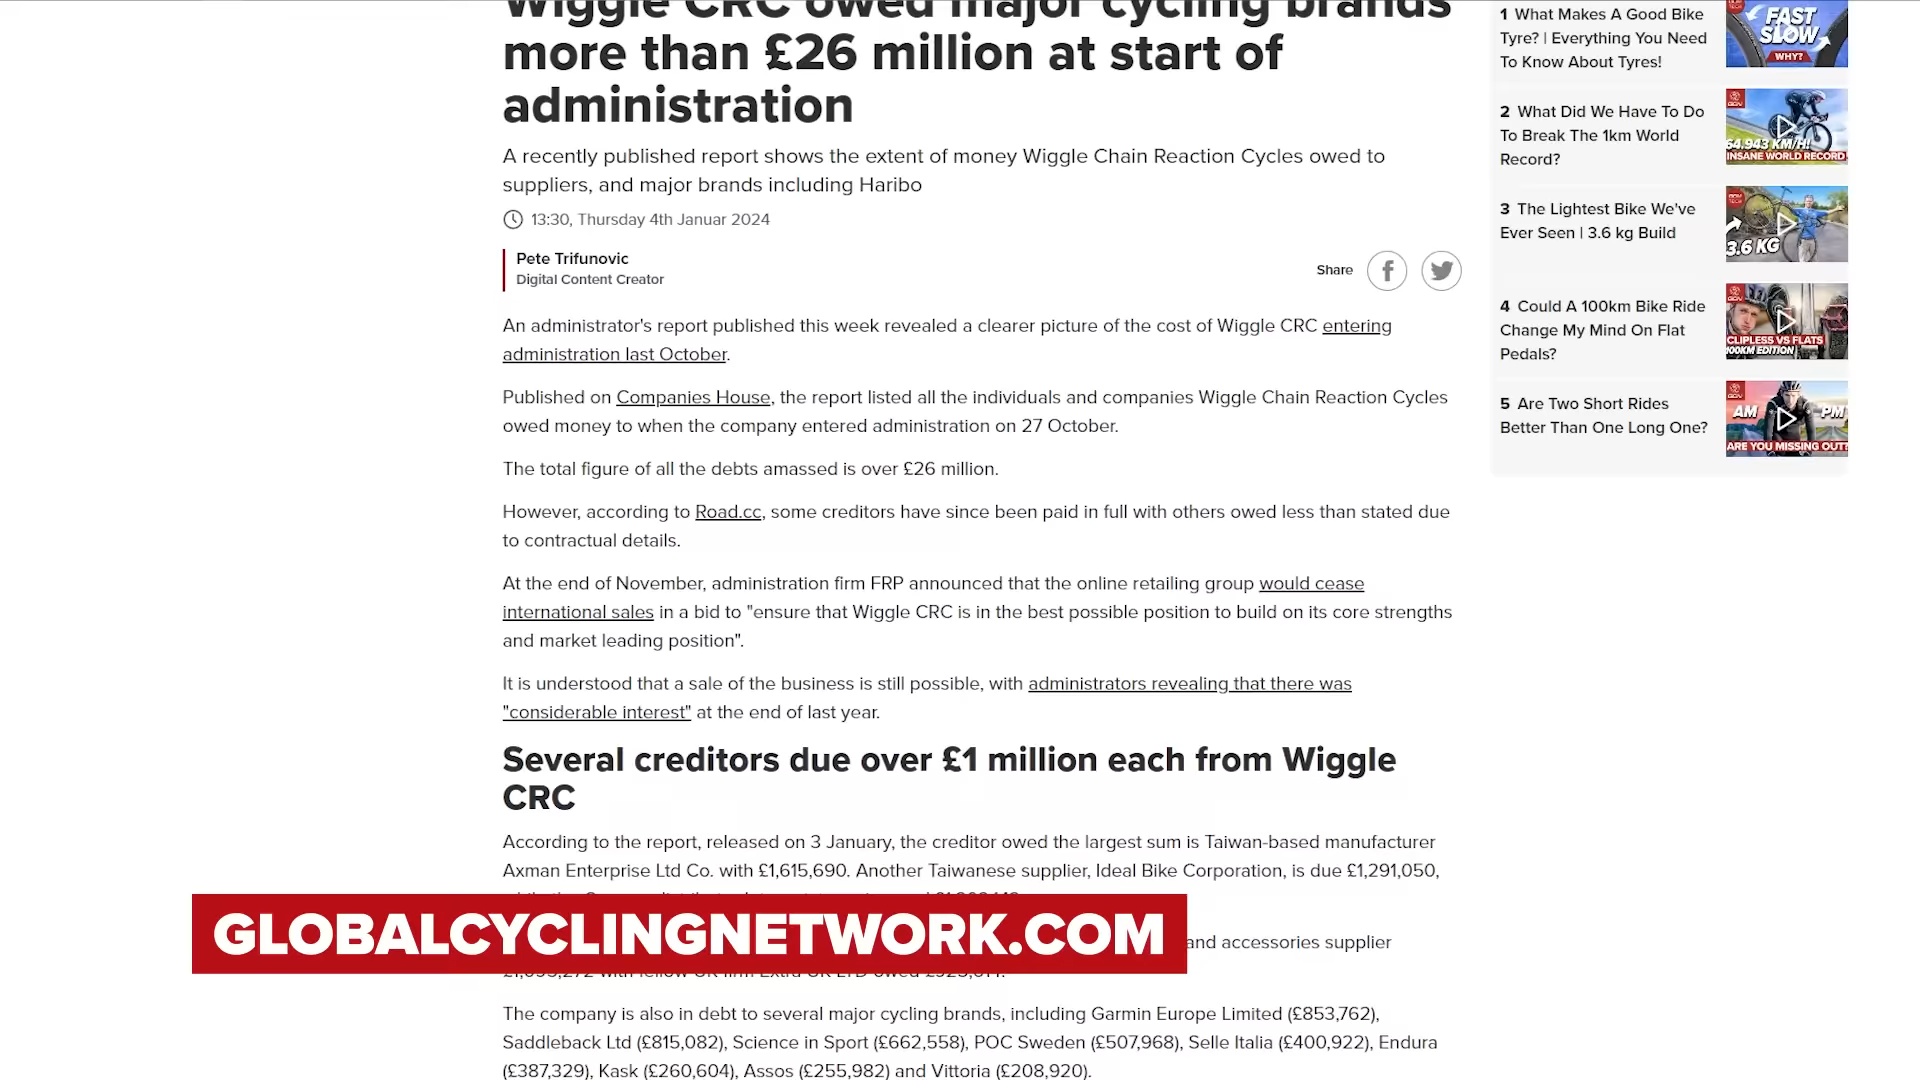 Wiggle CRC owed major cycling brands
more than £26 million at start of
administration
A recently published report shows the extent of money Wiggle Chain Reaction Cycles owed to
suppliers, and major brands including Haribo
13:30, Thursday 4th Januar 2024
Pete Trifunovic
Digital Content Creator
Share
An administrator's report published this week revealed a clearer picture of the cost of Wiggle CRC entering
administration last October.
Published on Companies House, the report listed all the individuals and companies Wiggle Chain Reaction Cycles
owed money to when the company entered administration on 27 October.
The total figure of all the debts amassed is over £26 million.
However, according to Road.cc, some creditors have since been paid in full with others owed less than stated due
to contractual details.
At the end of November, administration firm FRP announced that the online retailing group would cease
international sales in a bid to "ensure that Wiggle CRC is in the best possible position to build on its core strengths
and market leading position".
It is understood that a sale of the business is still possible, with administrators revealing that there was
"considerable interest" at the end of last year.
Several creditors due over £1 million each from Wiggle
CRC
According to the report, released on 3 January, the creditor owed the largest sum is Taiwan-based manufacturer
Axman Enterprise Ltd Co. with £1,615,690. Another Taiwanese supplier, Ideal Bike Corporation, is due £1,291,050,
GLOBALCYCLINGNETWORK.COM
and accessories supplier
The company is also in debt to several major cycling brands, including Garmin Europe Limited (£853,762),
Saddleback Ltd (£815,082), Science in Sport (£662,558), POC Sweden (£507,968), Selle Italia (£400,922), Endura
(£387,329), Kask (£260,604), Assos (£255,982) and Vittoria (£208,920).
1 What Makes A Good Bike
Tyre? | Everything You Need
To Know About Tyres!
FAST
SLOW
WHY?
2 What Did We Have To Do
To Break The 1km World
Record?
64.943 KM/H!
INSANE WORLD RECORD
3 The Lightest Bike We've
Ever Seen | 3.6 kg Build
3.6 KG
4 Could A 100km Bike Ride
Change My Mind On Flat
Pedals?
CLIPLESS VS FLATS
100KM EDITION
5 Are Two Short Rides
Better Than One Long One?
AM PM
ARE YOU MISSING OUT?